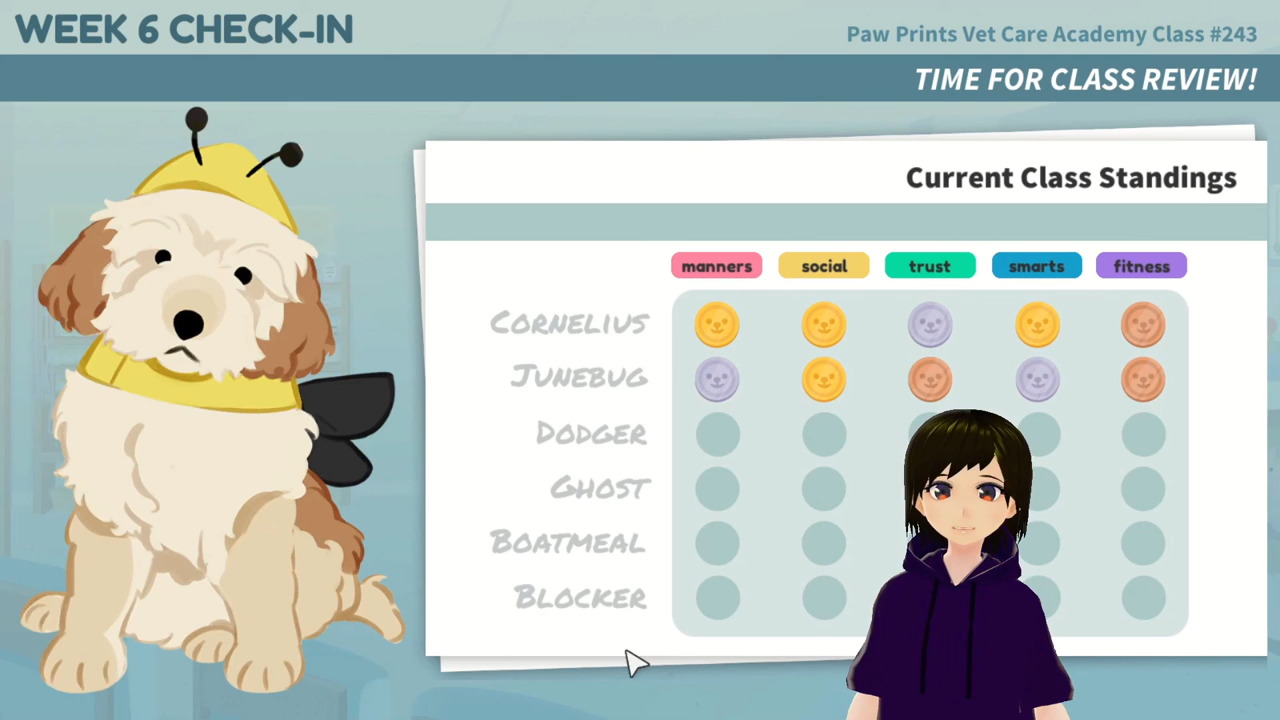 WEEK 6 CHECK-IN
Paw Prints Vet Care Academy Class #243
TIME FOR CLASS REVIEW!
Current Class Standings
manners social trust smarts fitness
CORNELIUS
JUNEBUG
DODGER
GHOST
BOATMEAL
BLOCKER